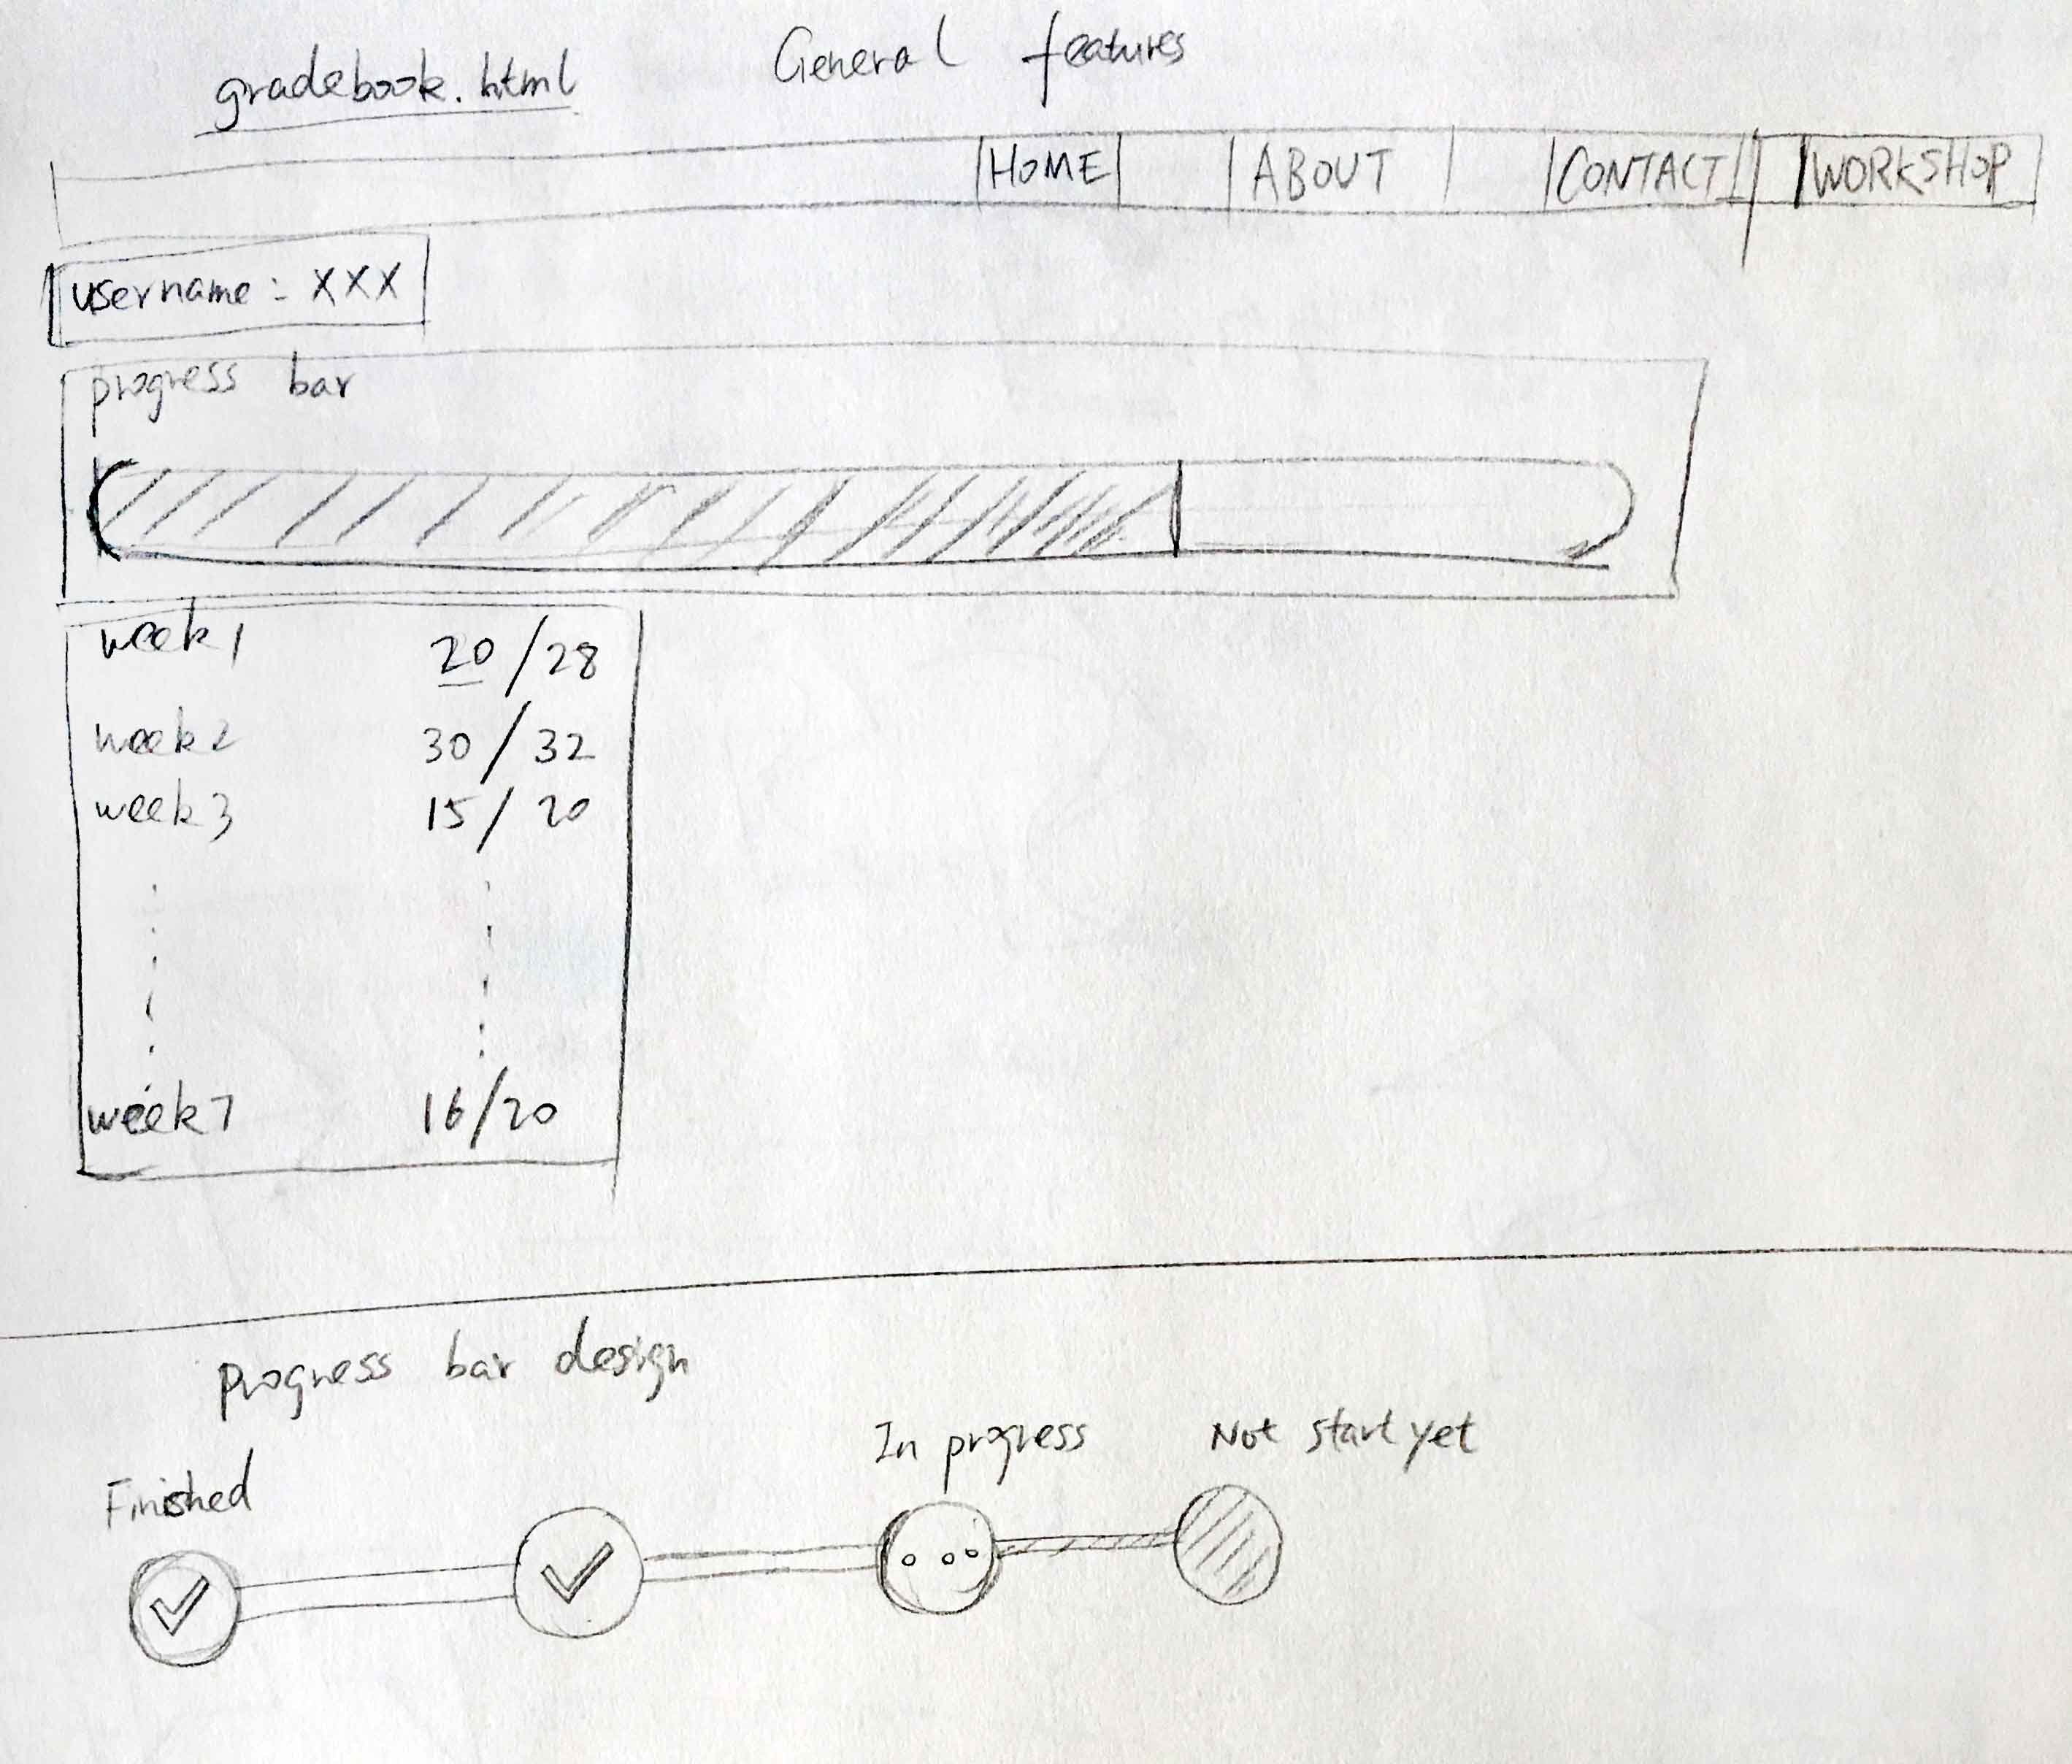 gradebook.html
General features
HOME ABOUT CONTACT WORKSHOP
username: XXX
progress bar
week1 20/28
week2 30/32
week3 15/20
week7 16/20
progress bar design
Finished
In progress
Not start yet